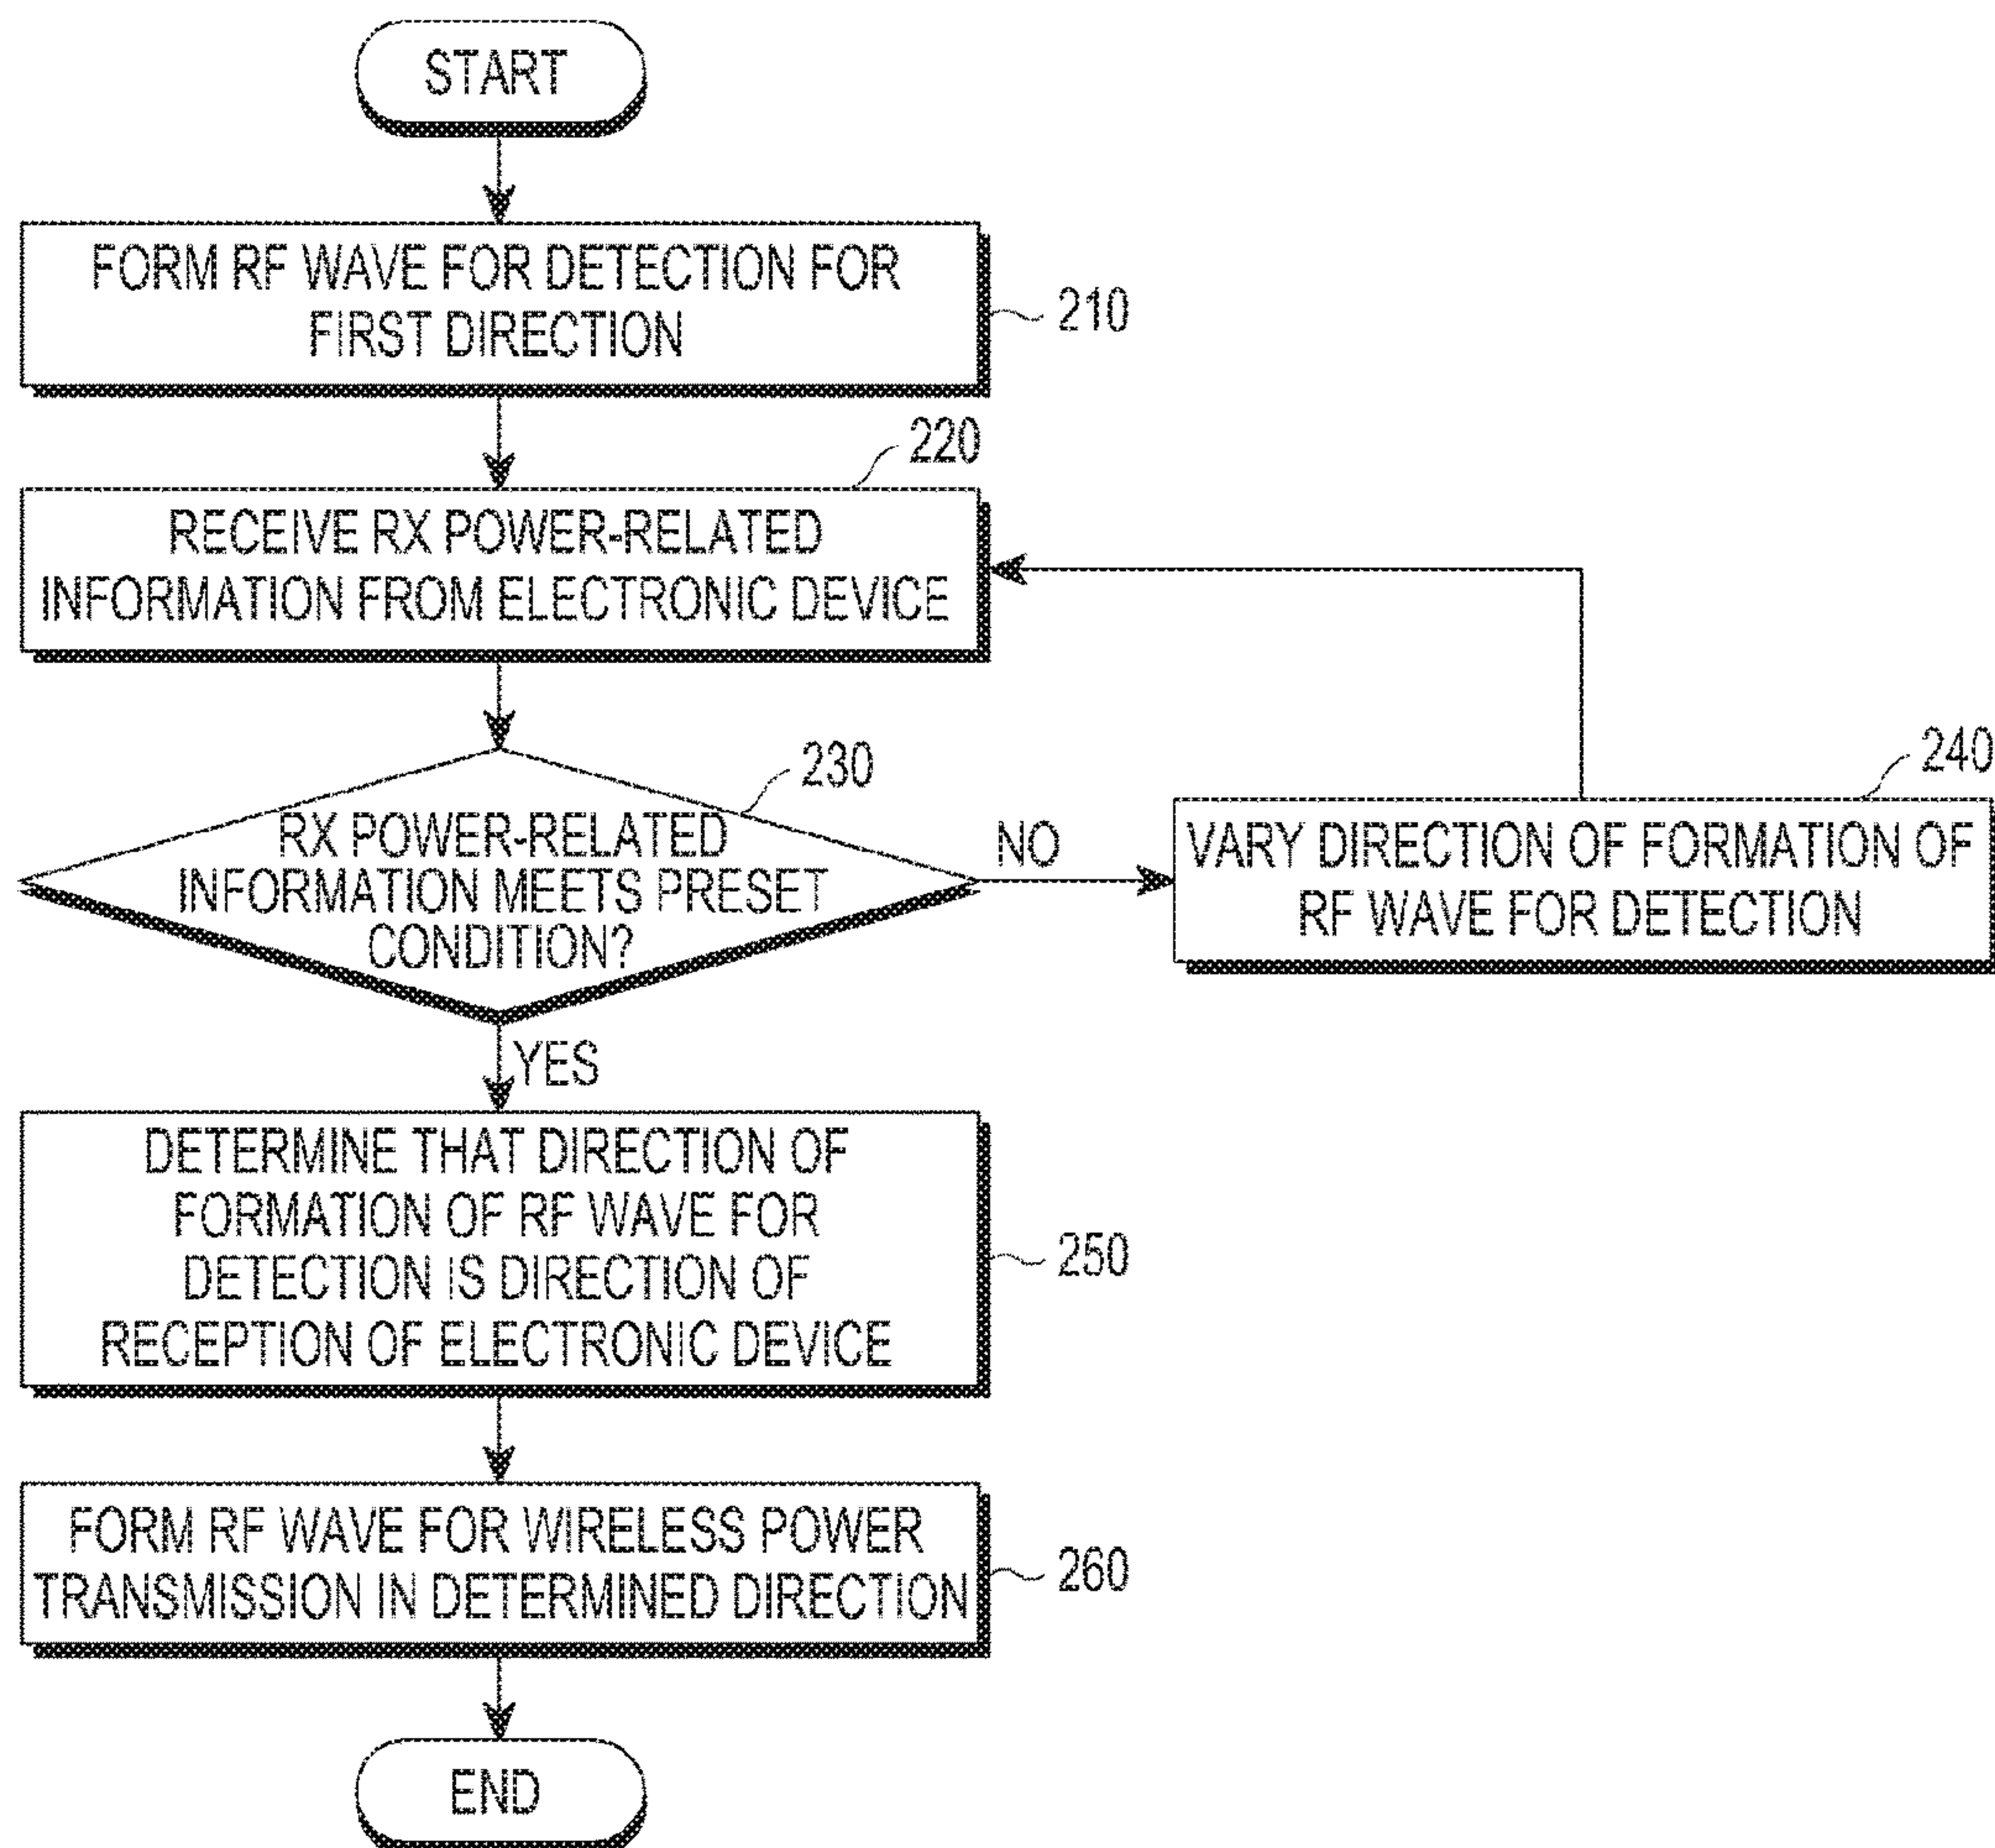 START
FORM RF WAVE FOR DETECTION FOR
FIRST DIRECTION
210
220
RECEIVE RX POWER-RELATED
INFORMATION FROM ELECTRONIC DEVICE
230
RX POWER-RELATED
INFORMATION MEETS PRESET
CONDITION?
NO
240
VARY DIRECTION OF FORMATION OF
RF WAVE FOR DETECTION
YES
DETERMINE THAT DIRECTION OF
FORMATION OF RF WAVE FOR
DETECTION IS DIRECTION OF
RECEPTION OF ELECTRONIC DEVICE
250
FORM RF WAVE FOR WIRELESS POWER
TRANSMISSION IN DETERMINED DIRECTION
260
END